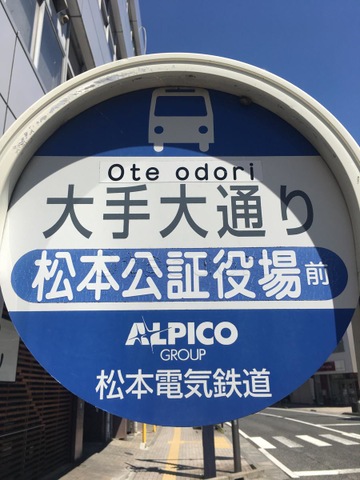 Ote odori
大手大通り
松本公証役場前
ALPICO
GROUP
松本電気鉄道